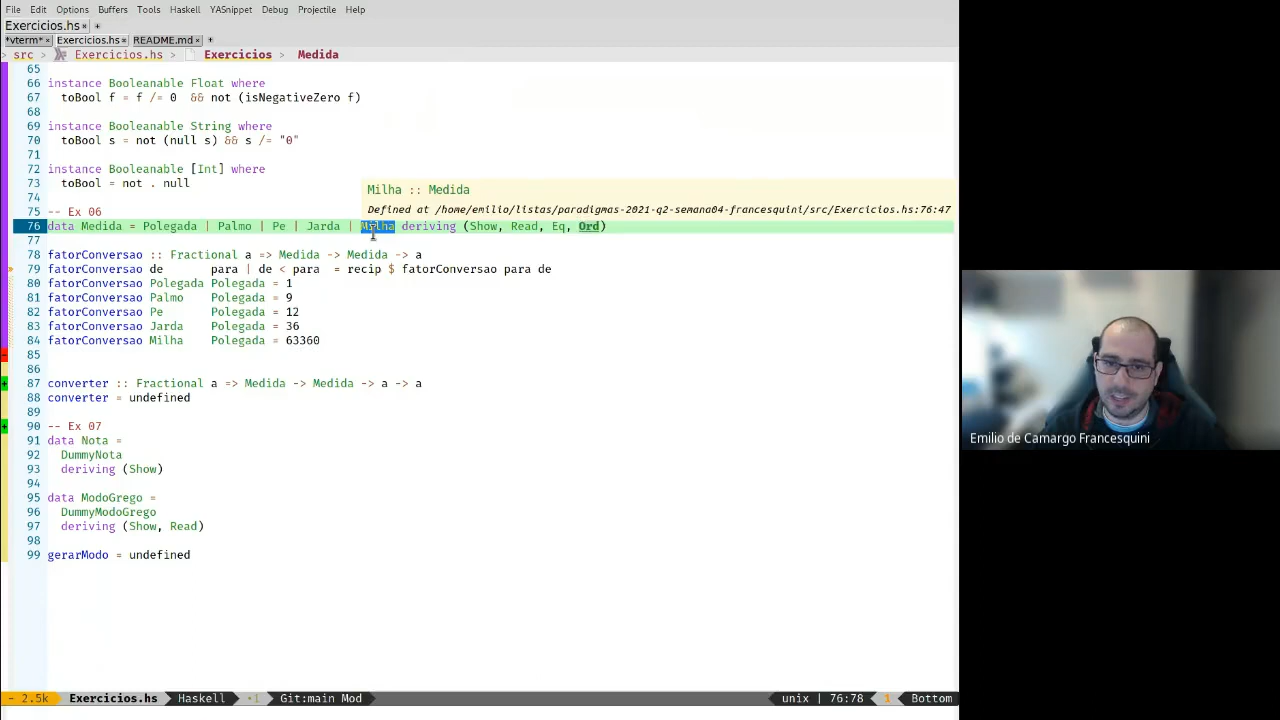 File Edit Options Buffers Tools Haskell YASnippet Debug Projectile Help
Exercicios.hs× +
*vterm*× Exercicios.hs× README.md× +
> src > Exercicios.hs > Exercicios > Medida
65
66 instance Booleanable Float where
67   toBool f = f /= 0  && not (isNegativeZero f)
68
69 instance Booleanable String where
70   toBool s = not (null s) && s /= "0"
71
72 instance Booleanable [Int] where
73   toBool = not . null
74
Milha :: Medida
Defined at /home/emilio/listas/paradigmas-2021-q2-semana04-francesquini/src/Exercicios.hs:76:47
75 -- Ex 06
76 data Medida = Polegada | Palmo | Pe | Jarda | Milha deriving (Show, Read, Eq, Ord)
77
78 fatorConversao :: Fractional a => Medida -> Medida -> a
79 fatorConversao de       para | de < para  = recip $ fatorConversao para de
80 fatorConversao Polegada Polegada = 1
81 fatorConversao Palmo    Polegada = 9
82 fatorConversao Pe       Polegada = 12
83 fatorConversao Jarda    Polegada = 36
84 fatorConversao Milha    Polegada = 63360
85
86
87 converter :: Fractional a => Medida -> Medida -> a -> a
88 converter = undefined
89
90 -- Ex 07
91 data Nota =
92   DummyNota
93   deriving (Show)
94
95 data ModoGrego =
96   DummyModoGrego
97   deriving (Show, Read)
98
99 gerarModo = undefined
Emilio de Camargo Francesquini
- 2.5k Exercicios.hs Haskell •1 Git:main Mod unix | 76:78 1 Bottom